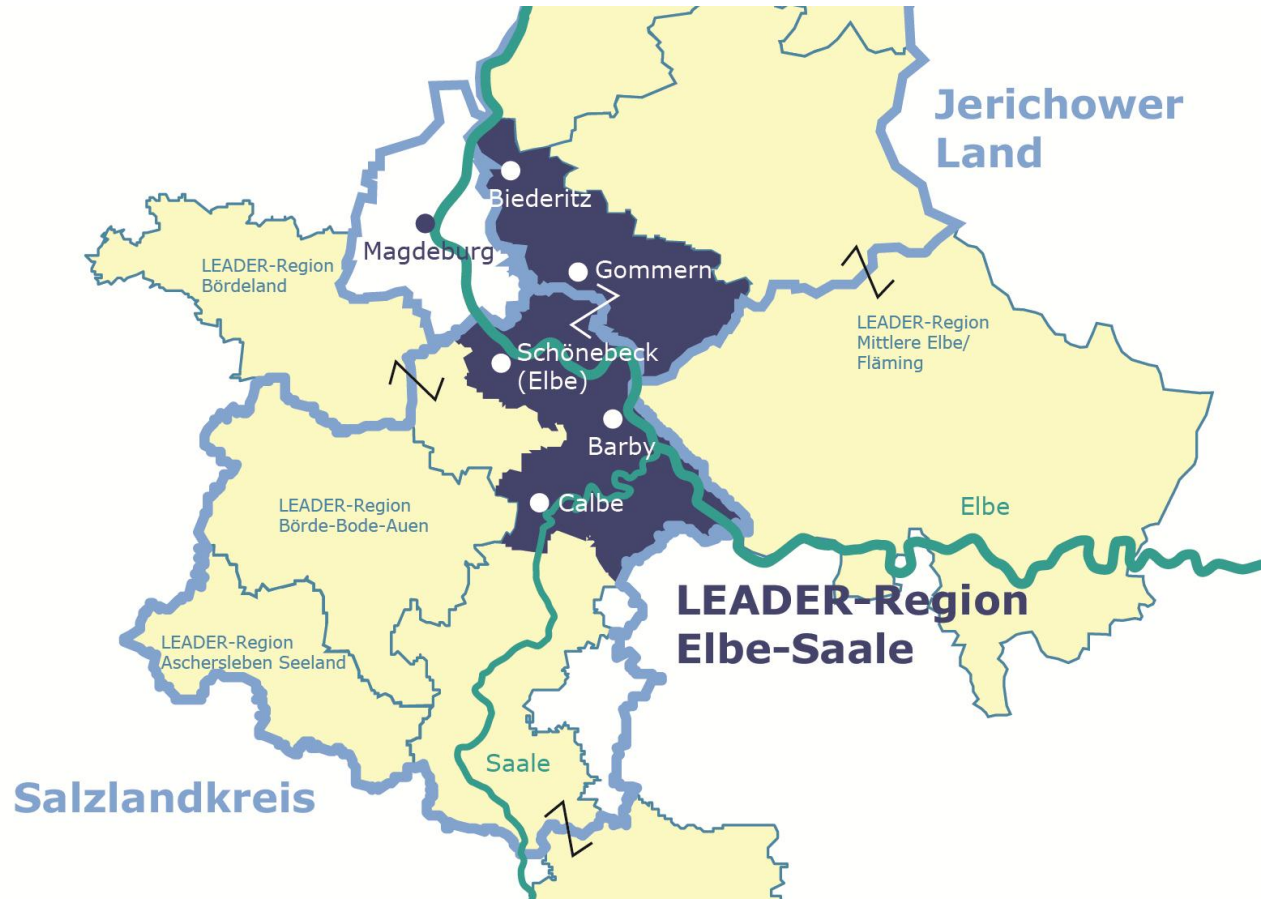 Jerichower
Land
Biederitz
Magdeburg
LEADER-Region
Bördeland
Gommern
LEADER-Region
Mittlere Elbe/
Fläming
Schönebeck
(Elbe)
Barby
LEADER-Region
Börde-Bode-Auen
Calbe
Elbe
LEADER-Region
Elbe-Saale
LEADER-Region
Aschersleben Seeland
Saale
Salzlandkreis